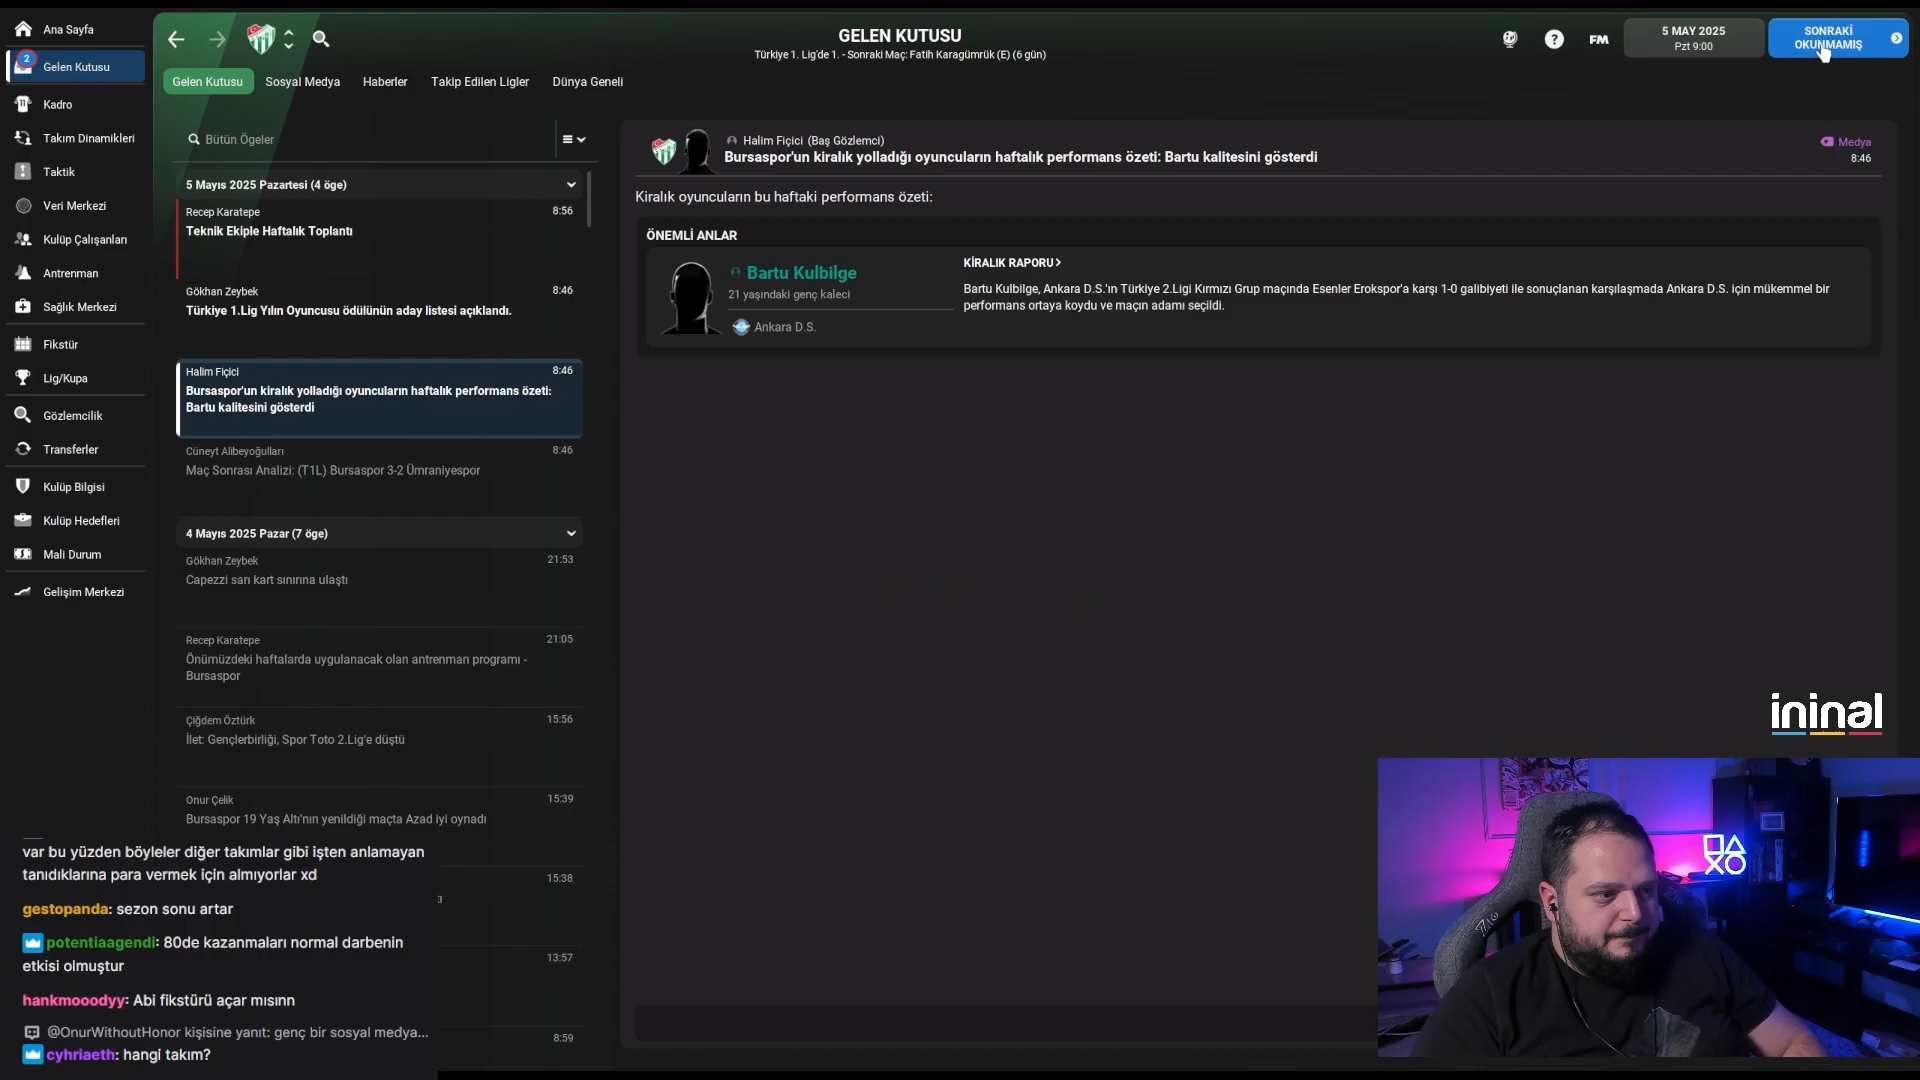 Ana Sayfa
2
Gelen Kutusu
Kadro
Takım Dinamikleri
Taktik
Veri Merkezi
Kulüp Çalışanları
Antrenman
Sağlık Merkezi
Fikstür
Lig/Kupa
Gözlemcilik
Transferler
Kulüp Bilgisi
Kulüp Hedefleri
Mali Durum
Gelişim Merkezi
GELEN KUTUSU
Türkiye 1. Lig'de 1. - Sonraki Maç: Fatih Karagümrük (E) (6 gün)
?
FM
5 MAY 2025
Pzt 9:00
SONRAKİ
OKUNMAMIŞ
Gelen Kutusu
Sosyal Medya
Haberler
Takip Edilen Ligler
Dünya Geneli
Bütün Ögeler
5 Mayıs 2025 Pazartesi (4 öge)
Recep Karatepe 8:56
Teknik Ekiple Haftalık Toplantı
Gökhan Zeybek 8:46
Türkiye 1.Lig Yılın Oyuncusu ödülünün aday listesi açıklandı.
Halim Fiçici 8:46
Bursaspor'un kiralık yolladığı oyuncuların haftalık performans özeti:
Bartu kalitesini gösterdi
Cüneyt Alibeyoğulları 8:46
Maç Sonrası Analizi: (T1L) Bursaspor 3-2 Ümraniyespor
4 Mayıs 2025 Pazar (7 öge)
Gökhan Zeybek 21:53
Capezzi sarı kart sınırına ulaştı
Recep Karatepe 21:05
Önümüzdeki haftalarda uygulanacak olan antrenman programı -
Bursaspor
Çiğdem Öztürk 15:56
İlet: Gençlerbirliği, Spor Toto 2.Lig'e düştü
Onur Çelik 15:39
Bursaspor 19 Yaş Altı'nın yenildiği maçta Azad iyi oynadı
15:38
13:57
8:59
Halim Fiçici (Baş Gözlemci)
Bursaspor'un kiralık yolladığı oyuncuların haftalık performans özeti: Bartu kalitesini gösterdi
Medya
8:46
Kiralık oyuncuların bu haftaki performans özeti:
ÖNEMLİ ANLAR
Bartu Kulbilge
21 yaşındaki genç kaleci
Ankara D.S.
KİRALIK RAPORU
Bartu Kulbilge, Ankara D.S.'ın Türkiye 2.Ligi Kırmızı Grup maçında Esenler Erokspor'a karşı 1-0 galibiyeti ile sonuçlanan karşılaşmada Ankara D.S. için mükemmel bir
performans ortaya koydu ve maçın adamı seçildi.
ininal
var bu yüzden böyleler diğer takımlar gibi işten anlamayan
tanıdıklarına para vermek için almıyorlar xd
gestopanda: sezon sonu artar
potentiaagendi: 80de kazanmaları normal darbenin
etkisi olmuştur
hankmooodyy: Abi fikstürü açar mısınn
@OnurWithoutHonor kişisine yanıt: genç bir sosyal medya...
cyhriaeth: hangi takım?